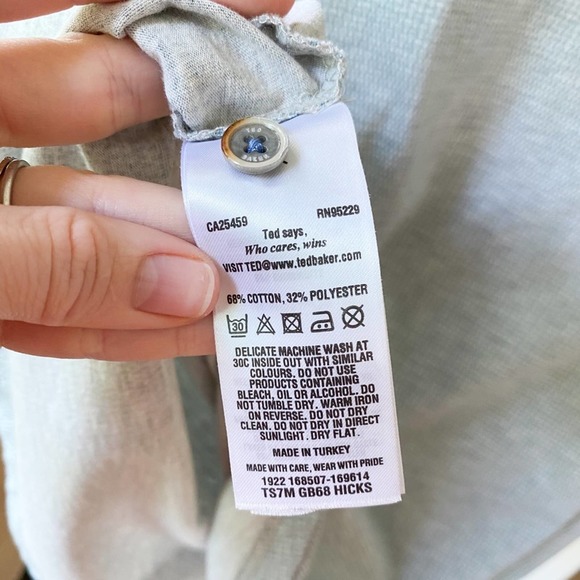 TED
BAKER
CA25459 RN95229
Ted says,
Who cares, wins
VISITTED@www.tedbaker.com
68% COTTON, 32% POLYESTER
30
DELICATE MACHINE WASH AT
30C INSIDE OUT WITH SIMILAR
COLOURS. DO NOT USE
PRODUCTS CONTAINING
BLEACH, OIL OR ALCOHOL. DO
NOT TUMBLE DRY. WARM IRON
ON REVERSE. DO NOT DRY
CLEAN. DO NOT DRY IN DIRECT
SUNLIGHT. DRY FLAT.
MADE IN TURKEY
MADE WITH CARE, WEAR WITH PRIDE
1922 168507-169614
TS7M GB68 HICKS